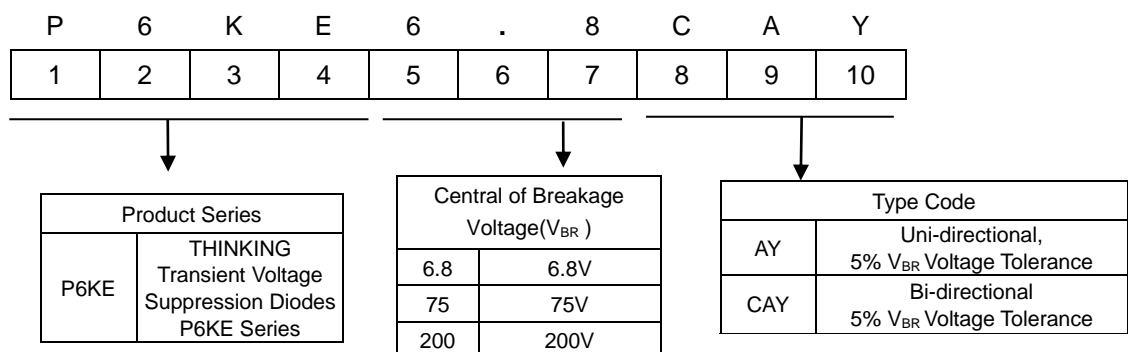 P 6 K E 6 . 8 C A Y
1 2 3 4 5 6 7 8 9 10
Product Series
P6KE
THINKING
Transient Voltage
Suppression Diodes
P6KE Series
Central of Breakage
Voltage(VBR )
6.8 6.8V
75 75V
200 200V
Type Code
AY
Uni-directional,
5% VBR Voltage Tolerance
CAY
Bi-directional
5% VBR Voltage Tolerance